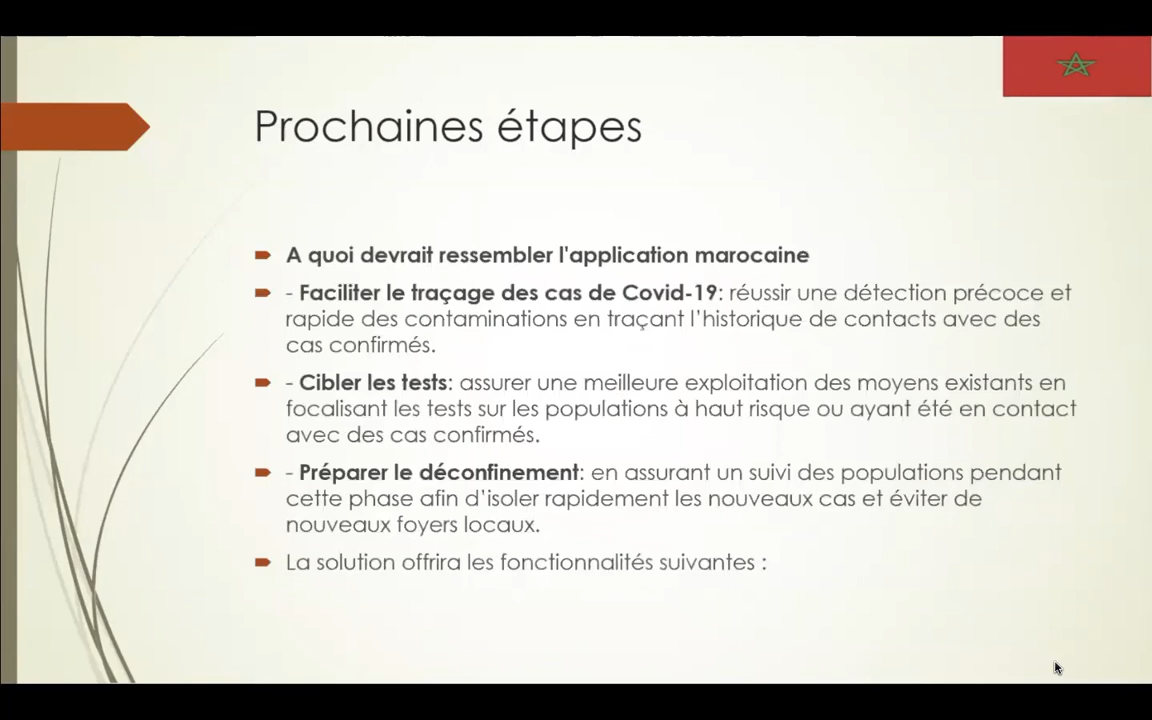 Prochaines étapes
A quoi devrait ressembler l'application marocaine
- Faciliter le traçage des cas de Covid-19: réussir une détection précoce et
rapide des contaminations en traçant l’historique de contacts avec des
cas confirmés.
- Cibler les tests: assurer une meilleure exploitation des moyens existants en
focalisant les tests sur les populations à haut risque ou ayant été en contact
avec des cas confirmés.
- Préparer le déconfinement: en assurant un suivi des populations pendant
cette phase afin d’isoler rapidement les nouveaux cas et éviter de
nouveaux foyers locaux.
La solution offrira les fonctionnalités suivantes :